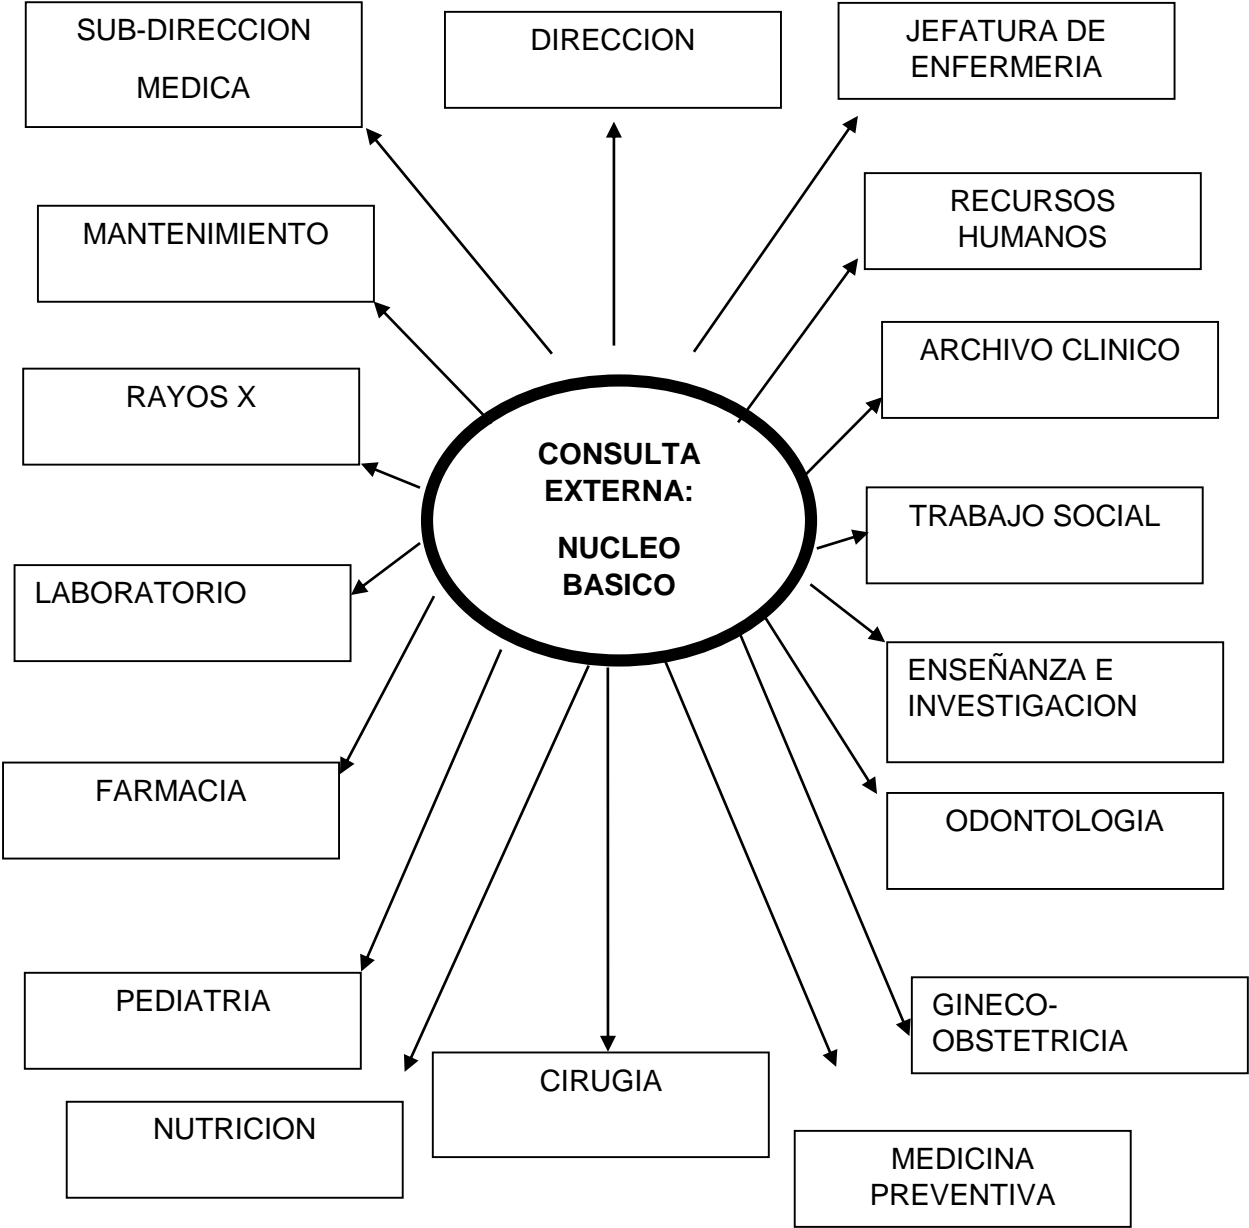 SUB-DIRECCION
MEDICA
DIRECCION
JEFATURA DE
ENFERMERIA
MANTENIMIENTO
RECURSOS
HUMANOS
RAYOS X
ARCHIVO CLINICO
CONSULTA
EXTERNA:
NUCLEO
BASICO
TRABAJO SOCIAL
LABORATORIO
ENSEÑANZA E
INVESTIGACION
FARMACIA
ODONTOLOGIA
PEDIATRIA
GINECO-
OBSTETRICIA
CIRUGIA
NUTRICION
MEDICINA
PREVENTIVA